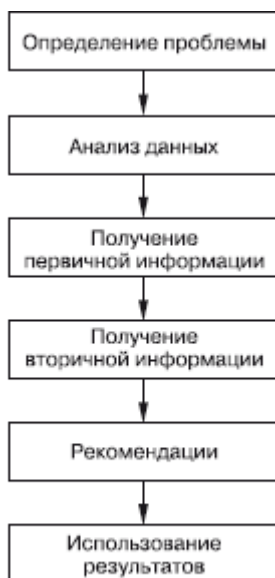 Определение проблемы
Анализ данных
Получение
первичной информации
Получение
вторичной информации
Рекомендации
Использование
результатов